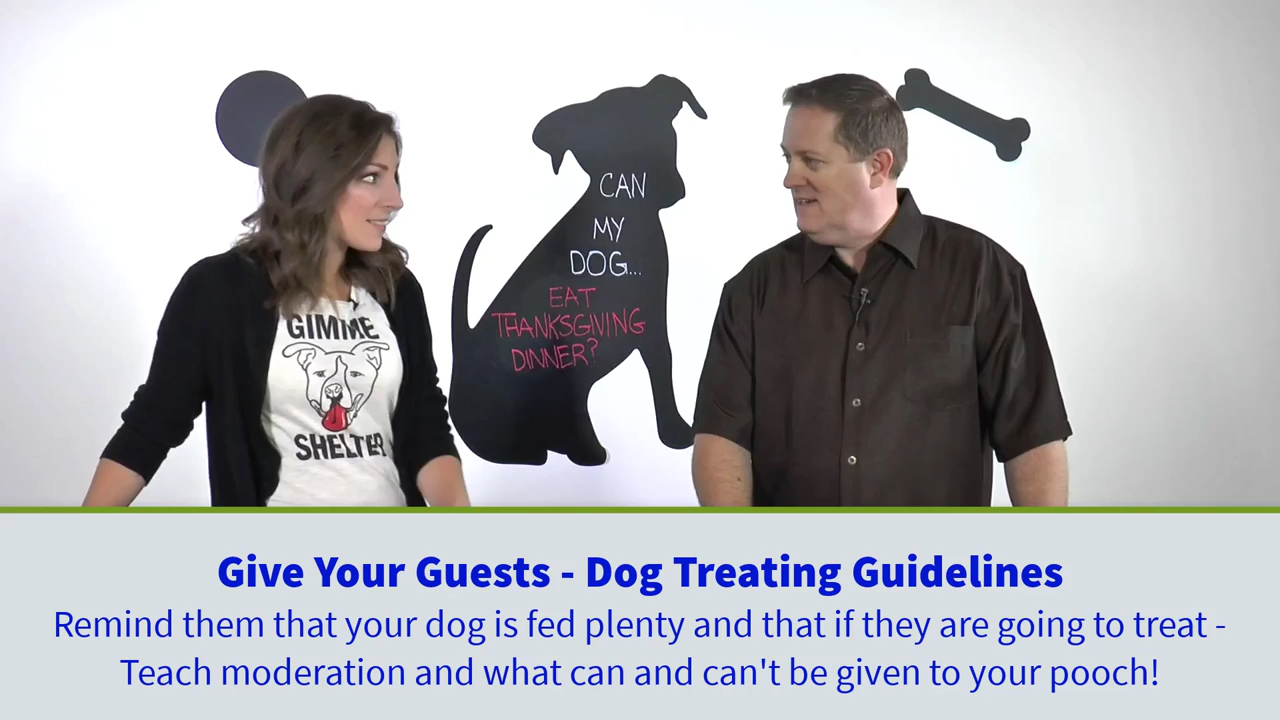 CAN
MY
DOG...
EAT
THANKSGIVING
DINNER?
GIMME
SHELTER
Give Your Guests - Dog Treating Guidelines
Remind them that your dog is fed plenty and that if they are going to treat -
Teach moderation and what can and can't be given to your pooch!